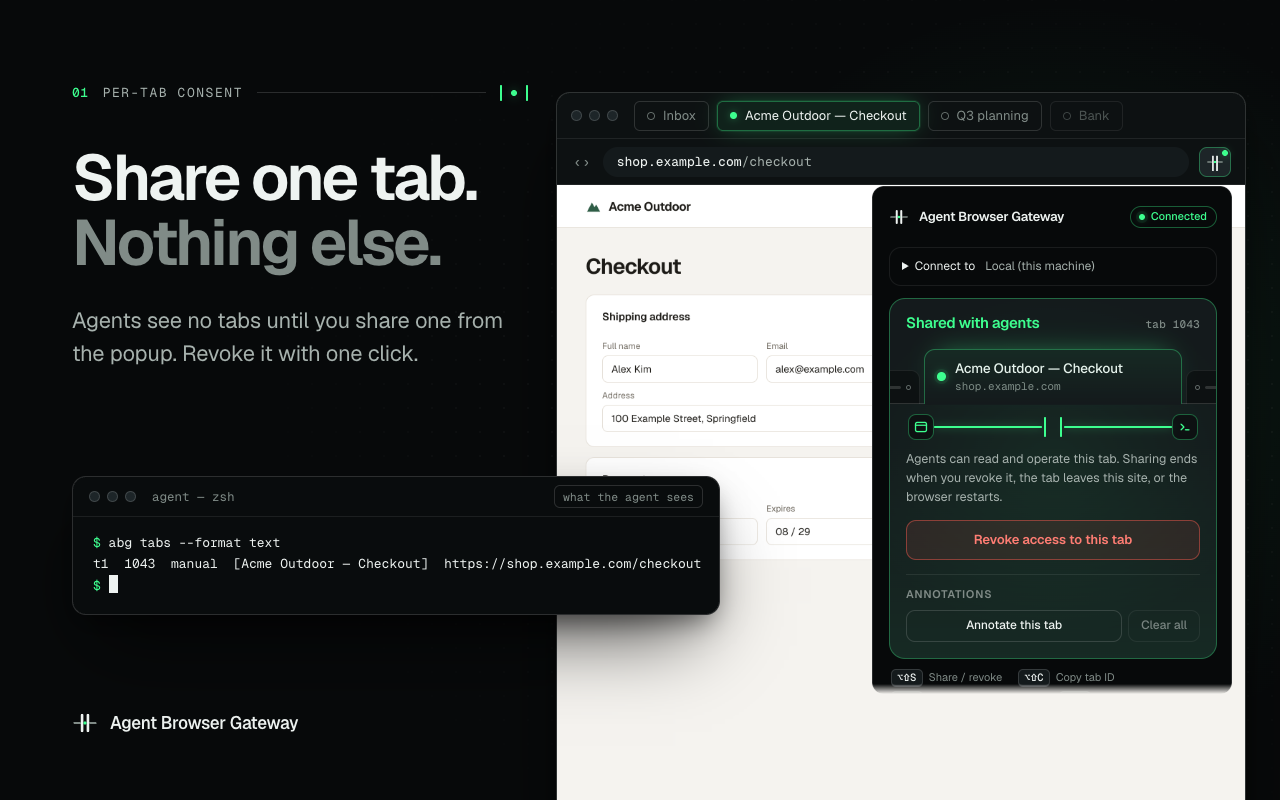 01 PER-TAB CONSENT
Share one tab.
Nothing else.
Agents see no tabs until you share one from
the popup. Revoke it with one click.
agent — zsh
what the agent sees
$ abg tabs --format text
t1 1043 manual [Acme Outdoor — Checkout] https://shop.example.com/checkout
$
Agent Browser Gateway
Inbox
Acme Outdoor — Checkout
Q3 planning
Bank
shop.example.com/checkout
Acme Outdoor
Checkout
Shipping address
Full name
Email
Alex Kim
alex@example.com
Address
100 Example Street, Springfield
Expires
08 / 29
Agent Browser Gateway
Connected
Connect to Local (this machine)
Shared with agents
tab 1043
Acme Outdoor — Checkout
shop.example.com
Agents can read and operate this tab. Sharing ends
when you revoke it, the tab leaves this site, or the
browser restarts.
Revoke access to this tab
ANNOTATIONS
Annotate this tab
Clear all
⌥⇧S Share / revoke
⌥⇧C Copy tab ID